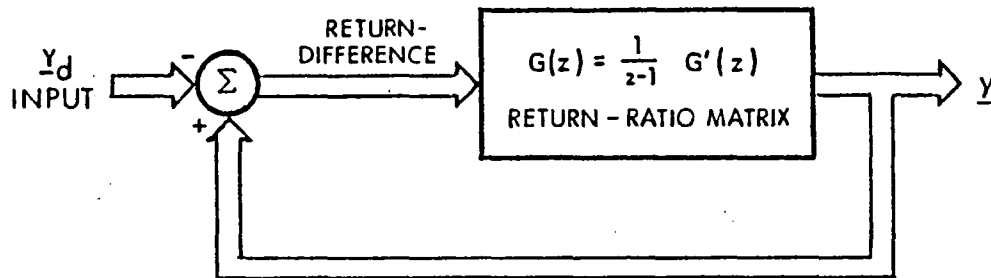 Y_d
INPUT
-
Σ
+
RETURN-
DIFFERENCE
G(z) = 1/(z-1) G'(z)
RETURN-RATIO MATRIX
y